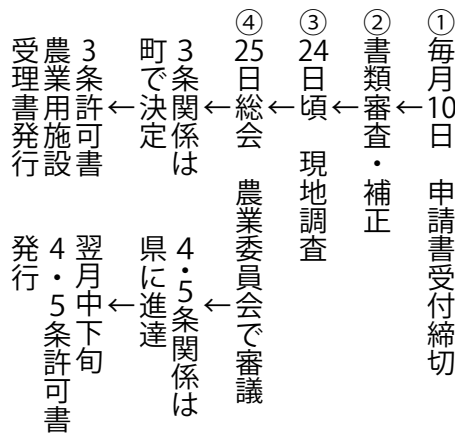 ①毎月10日　申請書受付締切
←
②書類審査・補正
←
③24日頃　現地調査
←
④25日総会　農業委員会で審議
←
3条関係は
町で決定
←
3条許可書
農業用施設
受理書発行
←
4・5条関係は
県に進達
←
翌月中下旬
4・5条許可書
発行